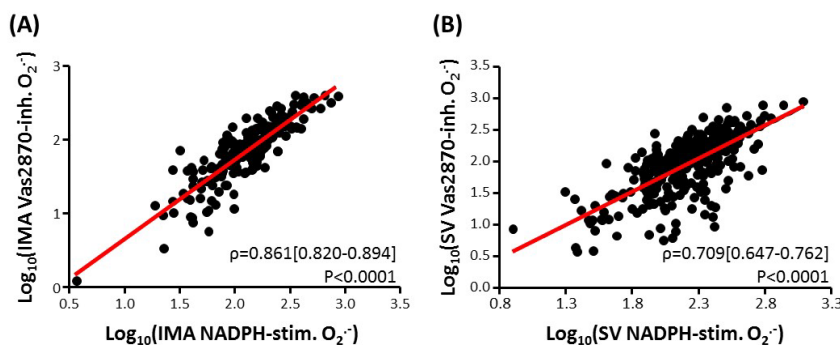 (A)
Log10(IMA Vas2870-inh. O2·-)
3
2
1
0
0.5 1.0 1.5 2.0 2.5 3.0 3.5
ρ=0.861[0.820-0.894]
P<0.0001
Log10(IMA NADPH-stim. O2·-)
(B)
Log10(SV Vas2870-inh. O2·-)
3.5
3.0
2.5
2.0
1.5
1.0
0.5
0.0
0.8 1.3 1.8 2.3 2.8 3.3
ρ=0.709[0.647-0.762]
P<0.0001
Log10(SV NADPH-stim. O2·-)